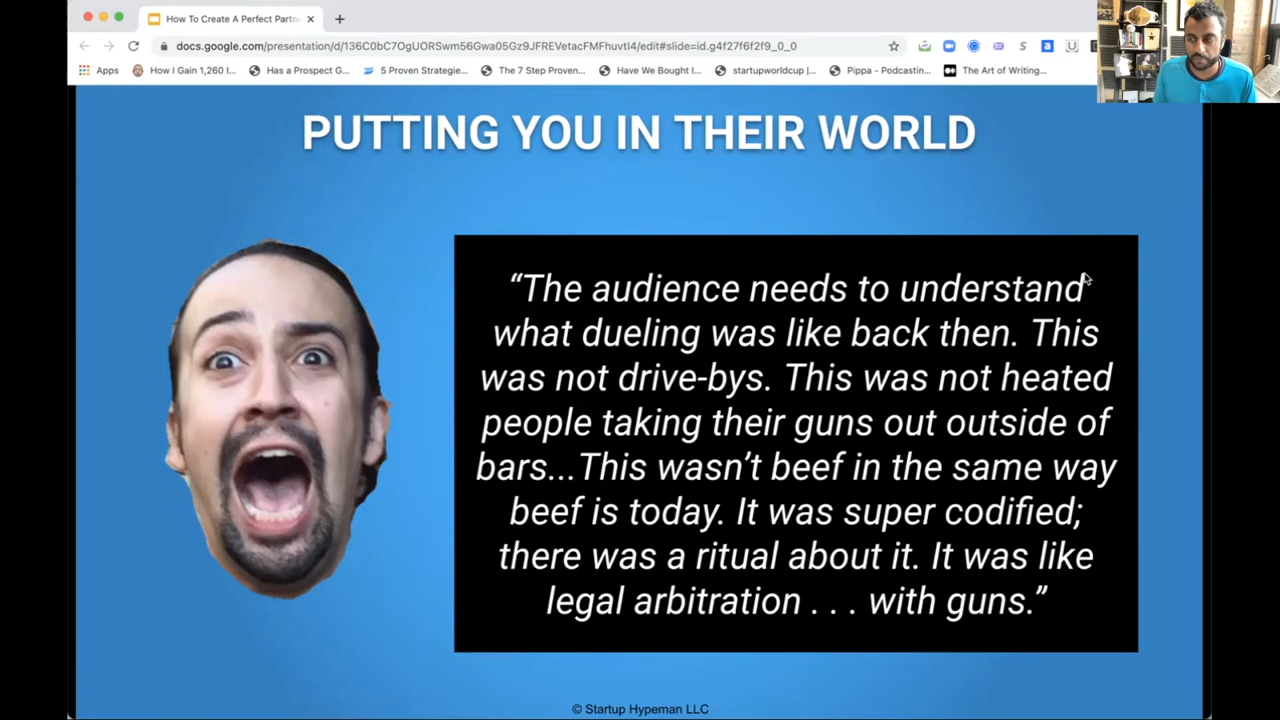 How To Create A Perfect Partn
docs.google.com/presentation/d/136C0bC7OgUORSwm56Gwa05Gz9JFREVetacFMFhuvtI4/edit#slide=id.g4f27f6f2f9_0_0
Apps
How I Gain 1,260 I...
Has a Prospect G...
5 Proven Strategie...
The 7 Step Proven...
Have We Bought I...
startupworldcup |...
Pippa - Podcastin...
The Art of Writing...
PUTTING YOU IN THEIR WORLD
“The audience needs to understand
what dueling was like back then. This
was not drive-bys. This was not heated
people taking their guns out outside of
bars...This wasn’t beef in the same way
beef is today. It was super codified;
there was a ritual about it. It was like
legal arbitration . . . with guns.”
© Startup Hypeman LLC